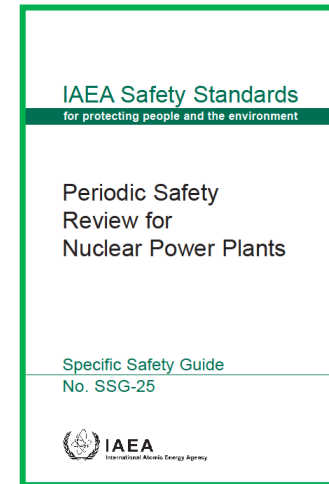 IAEA Safety Standards
for protecting people and the environment
Periodic Safety
Review for
Nuclear Power Plants
Specific Safety Guide
No. SSG-25
IAEA
International Atomic Energy Agency